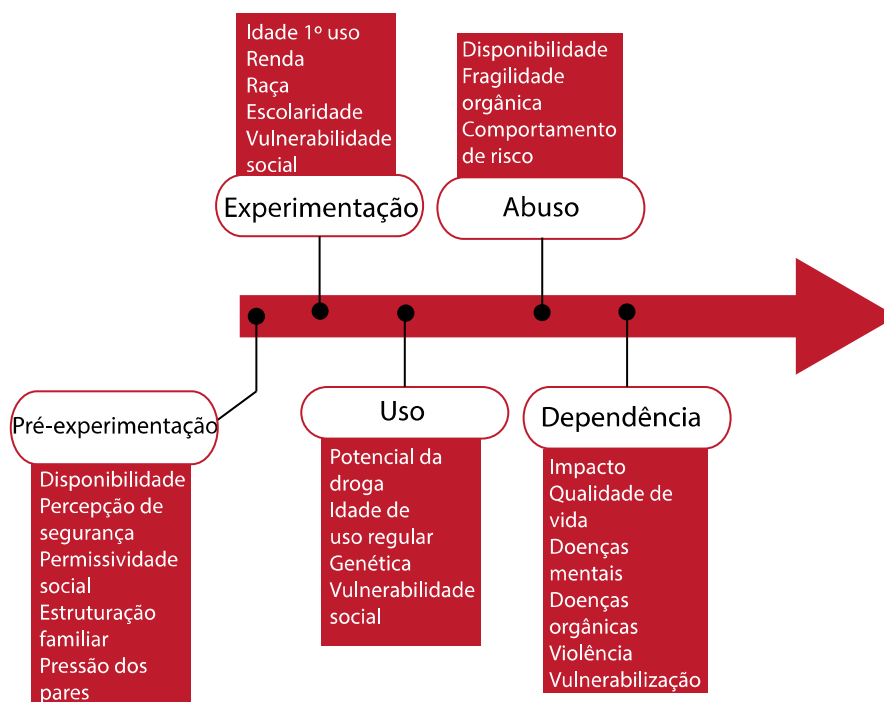 Idade 1º uso
Renda
Raça
Escolaridade
Vulnerabilidade
social
Experimentação
Disponibilidade
Fragilidade
orgânica
Comportamento
de risco
Abuso
Pré-experimentação
Disponibilidade
Percepção de
segurança
Permissividade
social
Estruturação
familiar
Pressão dos
pares
Uso
Potencial da
droga
Idade de
uso regular
Genética
Vulnerabilidade
social
Dependência
Impacto
Qualidade de
vida
Doenças
mentais
Doenças
orgânicas
Violência
Vulnerabilização